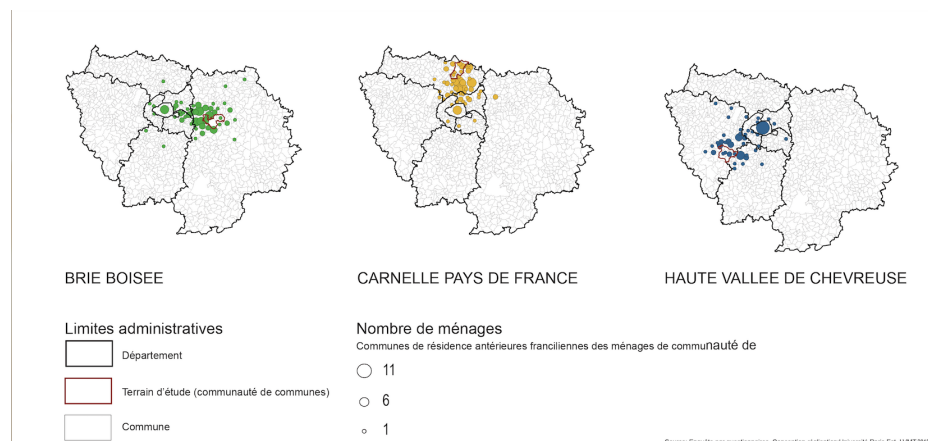 BRIE BOISEE
CARNELLE PAYS DE FRANCE
HAUTE VALLEE DE CHEVREUSE
Limites administratives
Département
Terrain d'étude (communauté de communes)
Commune
Nombre de ménages
Communes de résidence antérieures franciliennes des ménages de communauté de
11
6
1